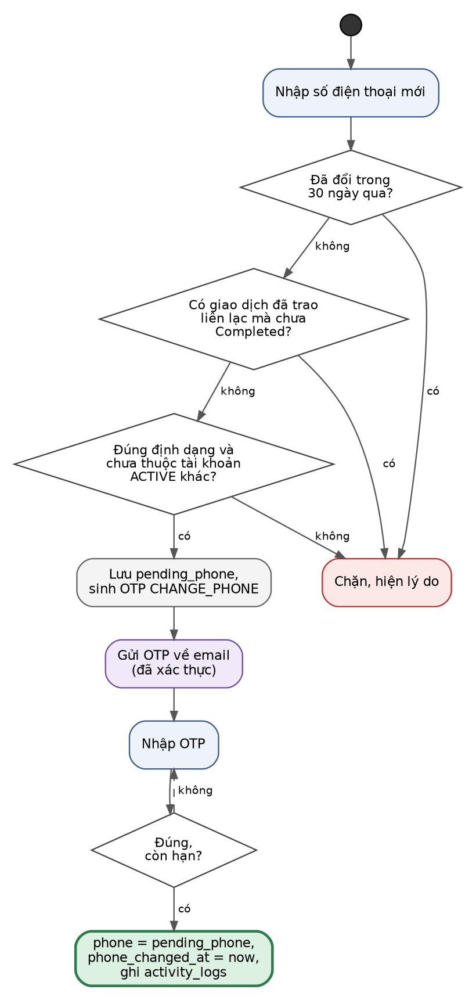 Nhập số điện thoại mới
Đã đổi trong
30 ngày qua?
không
Có giao dịch đã trao
liên lạc mà chưa
Completed?
không
có
Đúng định dạng và
chưa thuộc tài khoản
ACTIVE khác?
có
có
không
Lưu pending_phone,
sinh OTP CHANGE_PHONE
Chặn, hiện lý do
Gửi OTP về email
(đã xác thực)
Nhập OTP
không
Đúng,
còn hạn?
có
phone = pending_phone,
phone_changed_at = now,
ghi activity_logs